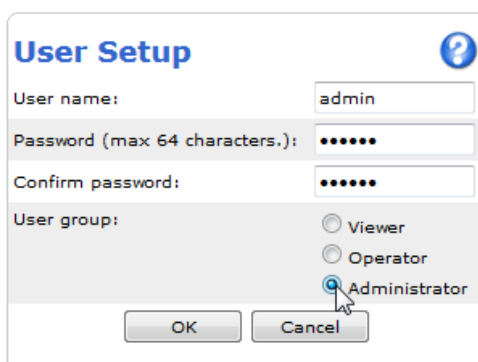 User Setup
User name: admin
Password (max 64 characters.): ••••••
Confirm password: ••••••
User group:
Viewer
Operator
Administrator
OK Cancel